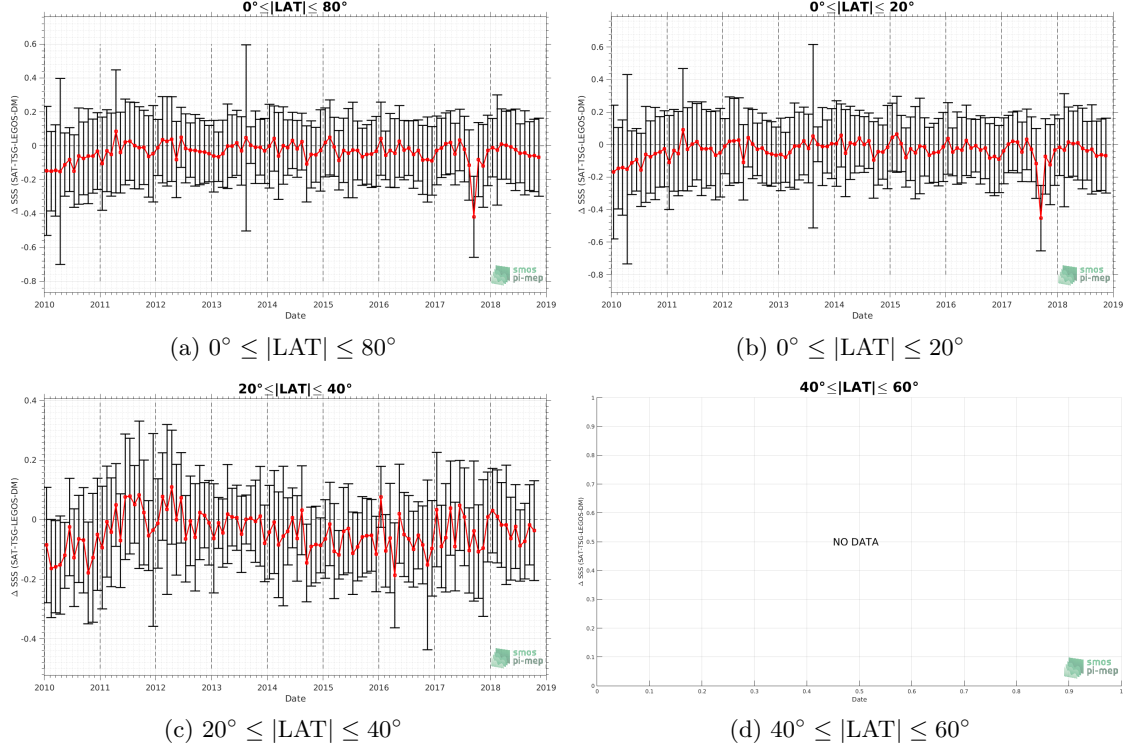 0°≤|LAT|≤ 80°
Δ SSS (SAT-TSG-LEGOS-DM)
0.6
0.4
0.2
0
-0.2
-0.4
-0.6
-0.8
2010 2011 2012 2013 2014 2015 2016 2017 2018 2019
Date
smos
pi-mep
(a) 0° ≤ |LAT| ≤ 80°
0°≤|LAT|≤ 20°
Δ SSS (SAT-TSG-LEGOS-DM)
0.8
0.6
0.4
0.2
0
-0.2
-0.4
-0.6
-0.8
2010 2011 2012 2013 2014 2015 2016 2017 2018 2019
Date
smos
pi-mep
(b) 0° ≤ |LAT| ≤ 20°
20°≤|LAT|≤ 40°
Δ SSS (SAT-TSG-LEGOS-DM)
0.4
0.2
0
-0.2
-0.4
2010 2011 2012 2013 2014 2015 2016 2017 2018 2019
Date
smos
pi-mep
(c) 20° ≤ |LAT| ≤ 40°
40°≤|LAT|≤ 60°
Δ SSS (SAT-TSG-LEGOS-DM)
1
0.9
0.8
0.7
0.6
0.5
0.4
0.3
0.2
0.1
0
NO DATA
0 0.1 0.2 0.3 0.4 0.5 0.6 0.7 0.8 0.9 1
Date
smos
pi-mep
(d) 40° ≤ |LAT| ≤ 60°